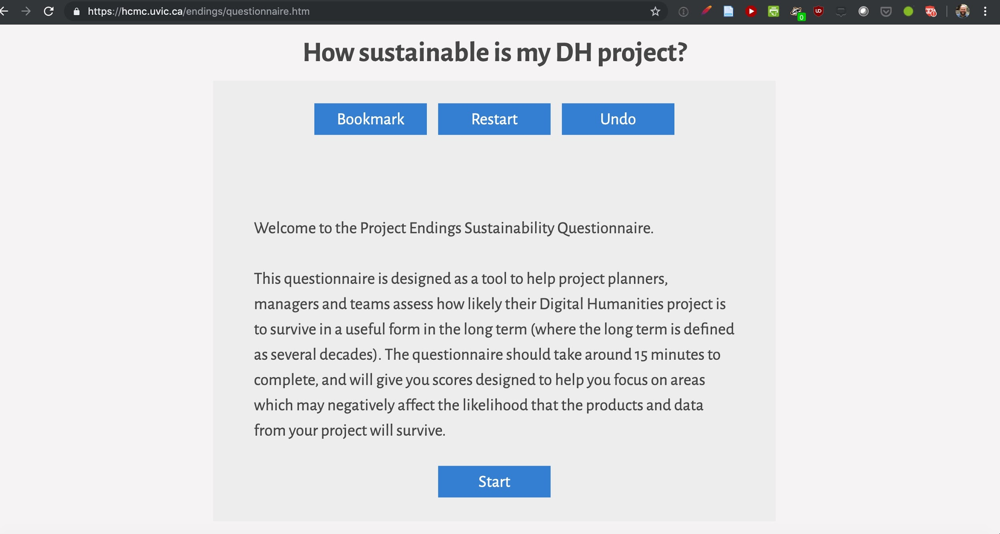 https://hcmc.uvic.ca/endings/questionnaire.htm
0
How sustainable is my DH project?
Bookmark
Restart
Undo
Welcome to the Project Endings Sustainability Questionnaire.
This questionnaire is designed as a tool to help project planners,
managers and teams assess how likely their Digital Humanities project is
to survive in a useful form in the long term (where the long term is defined
as several decades). The questionnaire should take around 15 minutes to
complete, and will give you scores designed to help you focus on areas
which may negatively affect the likelihood that the products and data
from your project will survive.
Start